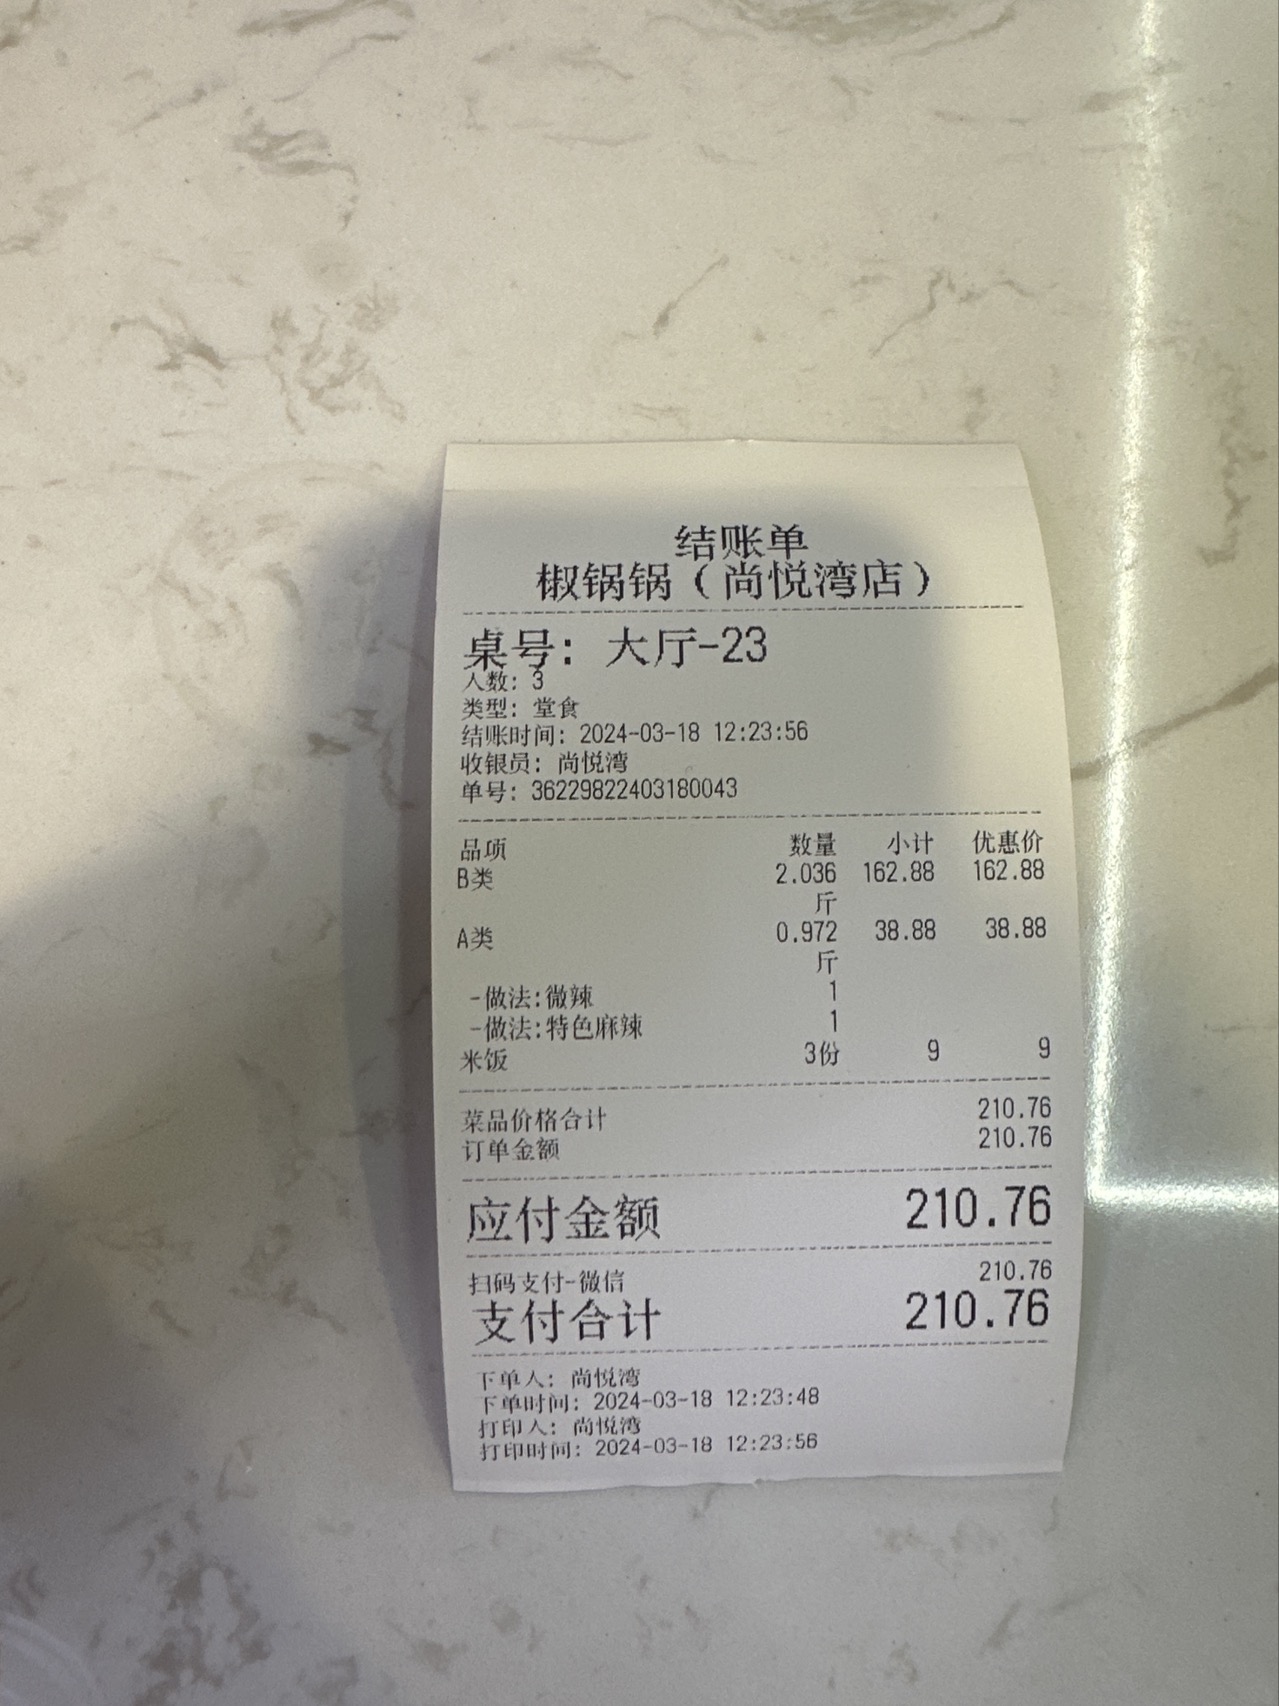 结账单
椒锅锅（尚悦湾店）
桌号：大厅-23
人数：3
类型：堂食
结账时间：2024-03-18 12:23:56
收银员：尚悦湾
单号：36229822403180043
品项 数量 小计 优惠价
B类 2.036 162.88 162.88
斤
A类 0.972 38.88 38.88
斤
-做法:微辣 1
-做法:特色麻辣 1
米饭 3份 9 9
菜品价格合计 210.76
订单金额 210.76
应付金额 210.76
扫码支付-微信 210.76
支付合计 210.76
下单人：尚悦湾
下单时间：2024-03-18 12:23:48
打印人：尚悦湾
打印时间：2024-03-18 12:23:56